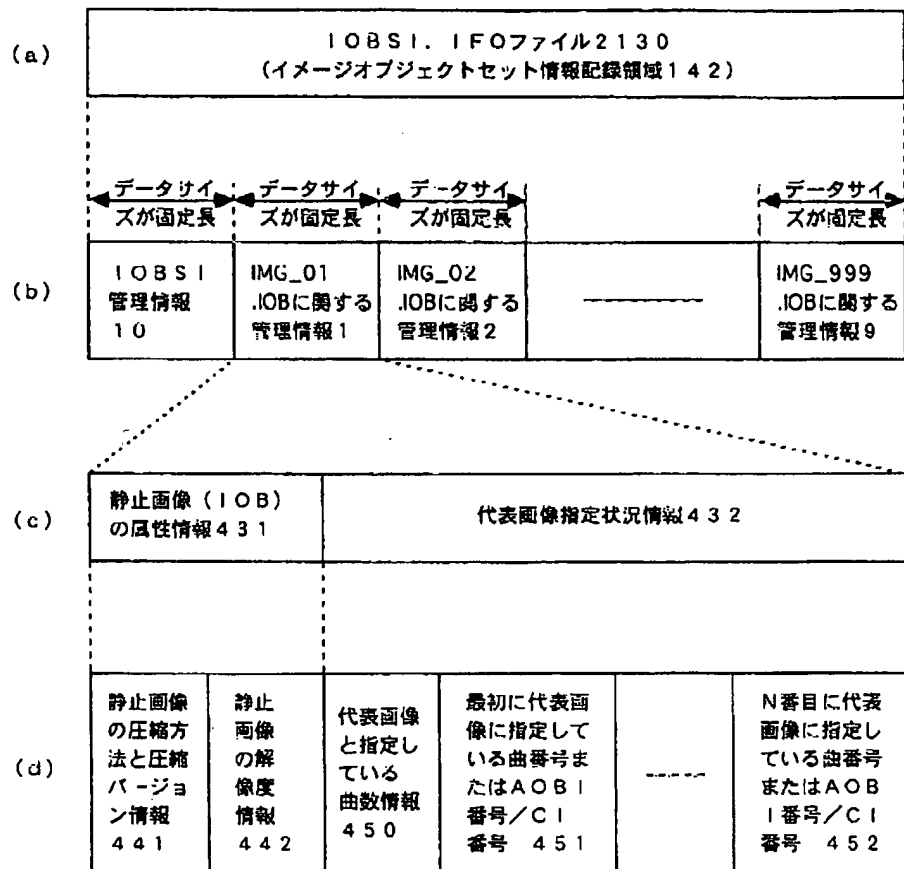 (a)
IOBSI．IFOファイル2130
(イメージオブジェクトセット情報記録領域142)
データサイ
ズが固定長
データサイ
ズが固定長
データサイ
ズが固定長
データサイ
ズが固定長
(b)
IOBSI
管理情報
10
IMG_01
.IOBに関する
管理情報1
IMG_02
.IOBに関する
管理情報2
IMG_999
.IOBに関する
管理情報9
(c)
静止画像(IOB)
の属性情報431
代表画像指定状況情報432
(d)
静止画像
の圧縮方
法と圧縮
バージョ
ン情報
441
静止
画像
の解
像度
情報
442
代表画像
と指定し
ている
曲数情報
450
最初に代表画
像に指定して
いる曲番号ま
たはAOBI
番号/CI
番号 451
N番目に代表
画像に指定し
ている曲番号
またはAOB
I番号/CI
番号 452